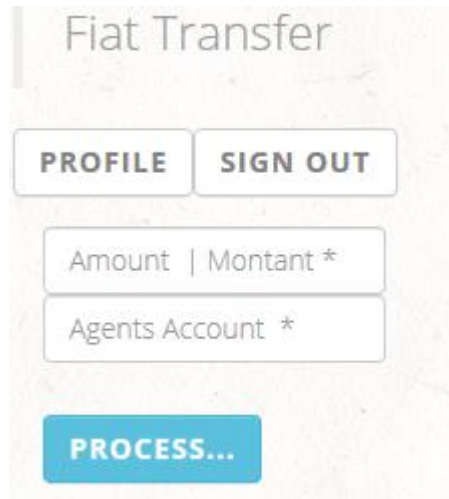 Fiat Transfer
PROFILE SIGN OUT
Amount | Montant *
Agents Account *
PROCESS...